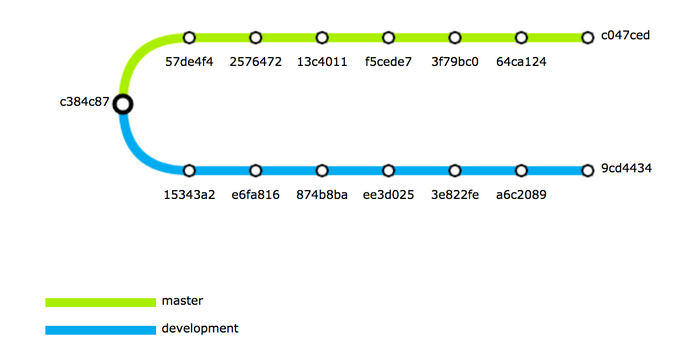 c047ced
57de4f4 2576472 13c4011 f5cede7 3f79bc0 64ca124
c384c87
9cd4434
15343a2 e6fa816 874b8ba ee3d025 3e822fe a6c2089
master
development